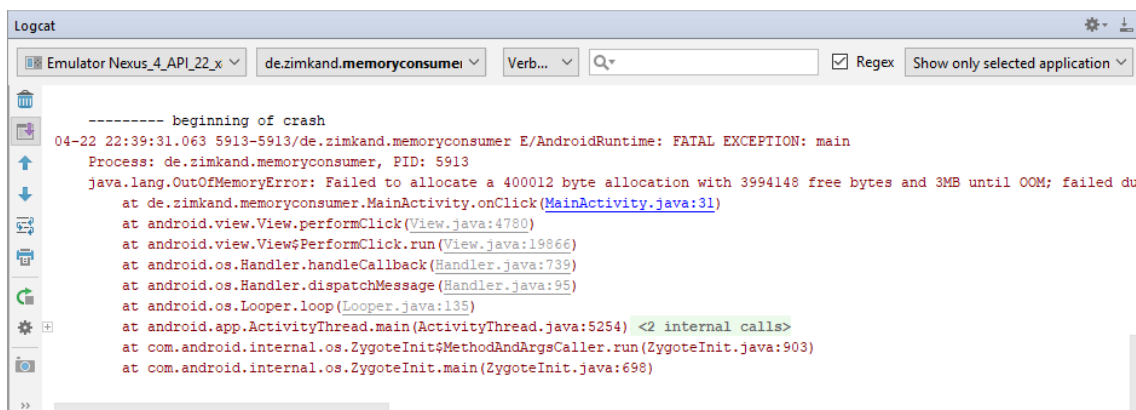 Logcat
Emulator Nexus_4_API_22_x de.zimkand.memoryconsumer Verb... Regex Show only selected application
--------- beginning of crash
04-22 22:39:31.063 5913-5913/de.zimkand.memoryconsumer E/AndroidRuntime: FATAL EXCEPTION: main
Process: de.zimkand.memoryconsumer, PID: 5913
java.lang.OutOfMemoryError: Failed to allocate a 400012 byte allocation with 3994148 free bytes and 3MB until OOM; failed du
at de.zimkand.memoryconsumer.MainActivity.onClick(MainActivity.java:31)
at android.view.View.performClick(View.java:4780)
at android.view.View$PerformClick.run(View.java:19866)
at android.os.Handler.handleCallback(Handler.java:739)
at android.os.Handler.dispatchMessage(Handler.java:95)
at android.os.Looper.loop(Looper.java:135)
at android.app.ActivityThread.main(ActivityThread.java:5254) <2 internal calls>
at com.android.internal.os.ZygoteInit$MethodAndArgsCaller.run(ZygoteInit.java:903)
at com.android.internal.os.ZygoteInit.main(ZygoteInit.java:698)